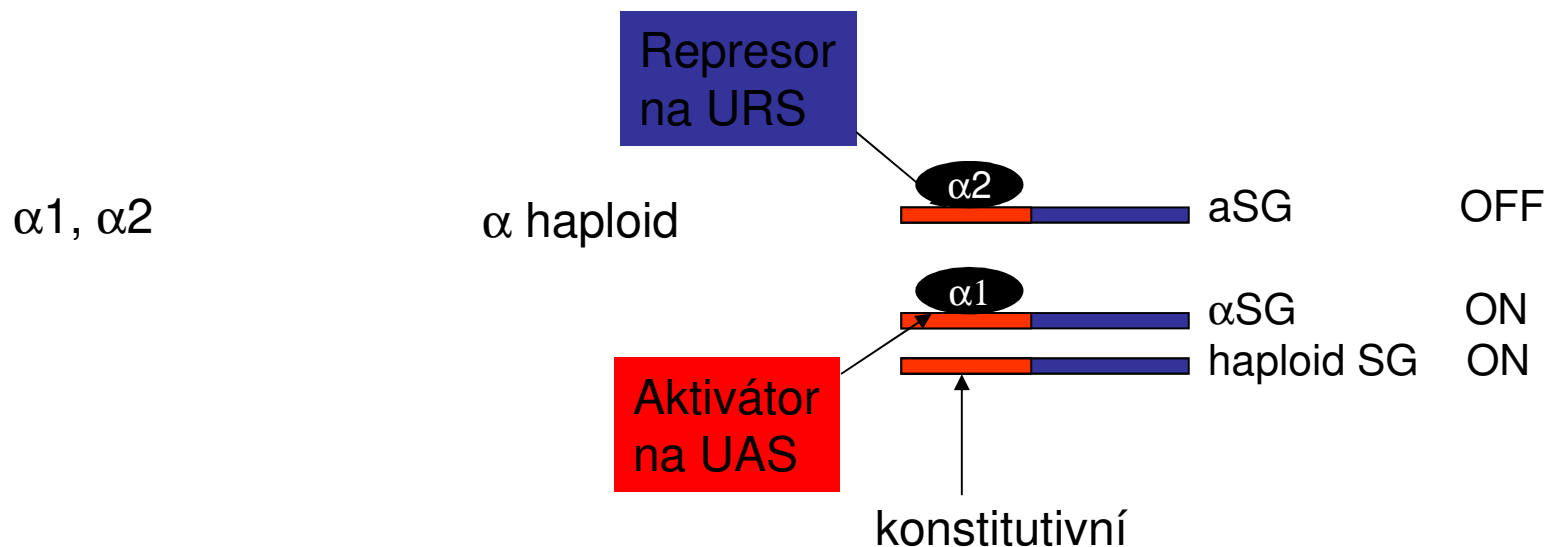 Represor
na URS
α1, α2
α haploid
α2
aSG OFF
α1
αSG ON
haploid SG ON
Aktivátor
na UAS
konstitutivní